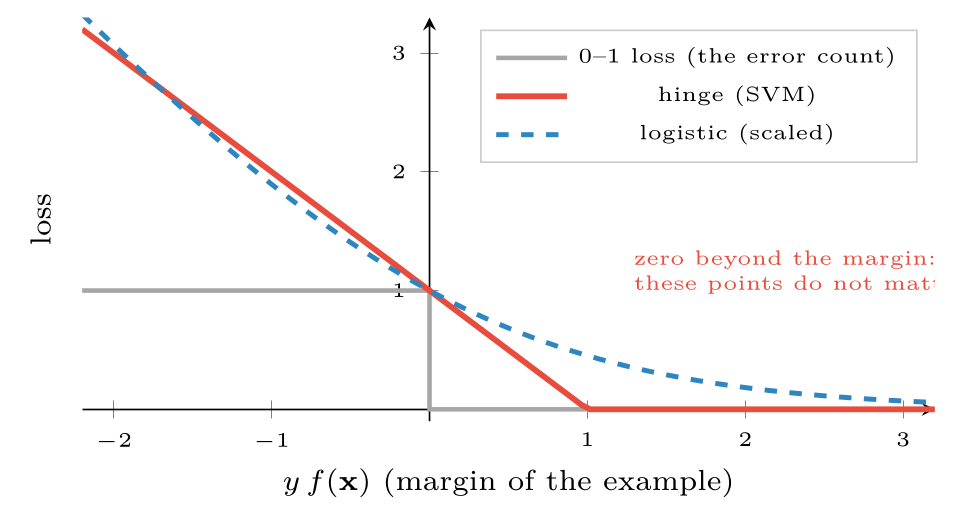 3
2
1
−2
−1
1
2
3
loss
0–1 loss (the error count)
hinge (SVM)
logistic (scaled)
zero beyond the margin:
these points do not
y f(x) (margin of the example)